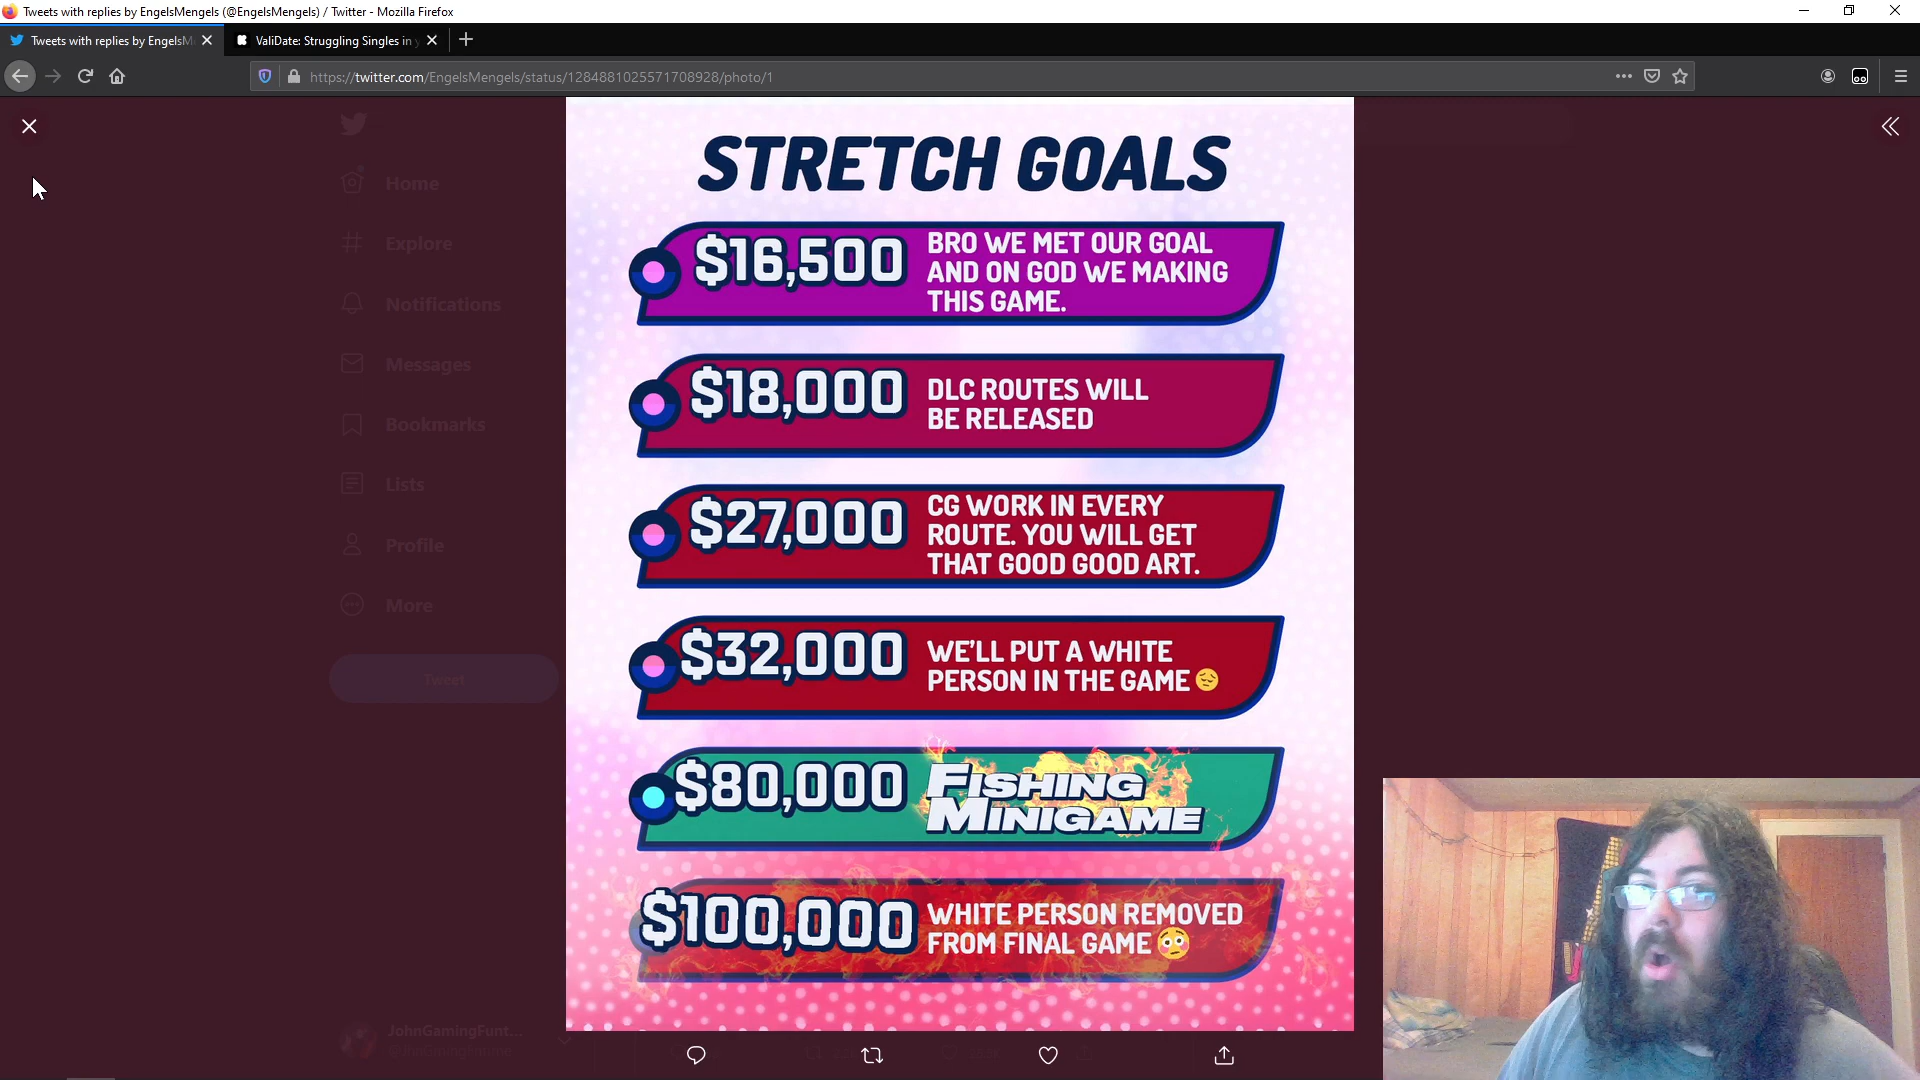 Tweets with replies by EngelsMengels (@EngelsMengels) / Twitter - Mozilla Firefox
Tweets with replies by EngelsM
ValiDate: Struggling Singles in y
https://twitter.com/EngelsMengels/status/1284881025571708928/photo/1
Home
Explore
Notifications
Messages
Bookmarks
Lists
Profile
More
Tweet
JohnGamingFunt...
STRETCH GOALS
$16,500
BRO WE MET OUR GOAL
AND ON GOD WE MAKING
THIS GAME.
$18,000
DLC ROUTES WILL
BE RELEASED
$27,000
CG WORK IN EVERY
ROUTE. YOU WILL GET
THAT GOOD GOOD ART.
$32,000
WE'LL PUT A WHITE
PERSON IN THE GAME 😔
$80,000
FISHING
MINIGAME
$100,000
WHITE PERSON REMOVED
FROM FINAL GAME 😳